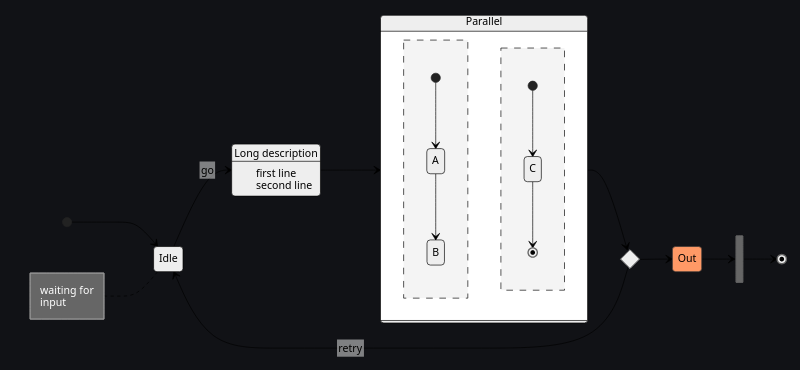 Parallel
A
C
B
Long description
first line
second line
go
Idle
waiting for
input
Out
retry